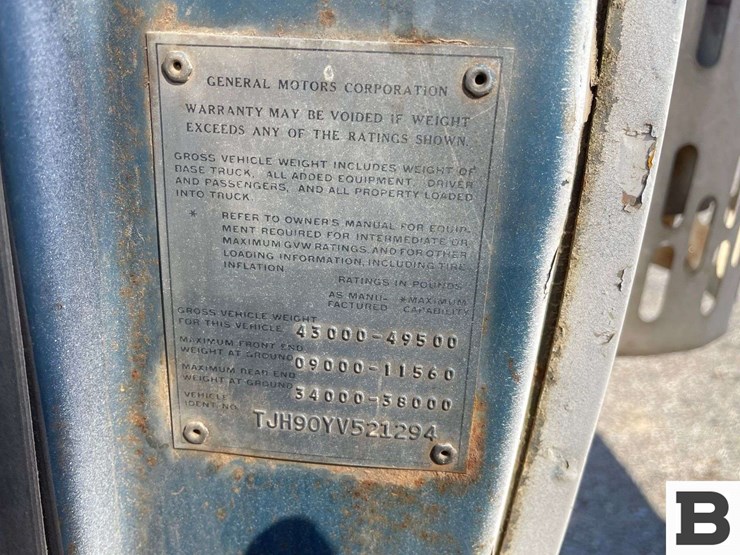 GENERAL MOTORS CORPORATION
WARRANTY MAY BE VOIDED IF WEIGHT
EXCEEDS ANY OF THE RATINGS SHOWN.
GROSS VEHICLE WEIGHT INCLUDES WEIGHT OF
BASE TRUCK, ALL ADDED EQUIPMENT, DRIVER
AND PASSENGERS, AND ALL PROPERTY LOADED
INTO TRUCK.
* REFER TO OWNER'S MANUAL FOR EQUIP-
MENT REQUIRED FOR INTERMEDIATE OR
MAXIMUM GVW RATINGS, AND FOR OTHER
LOADING INFORMATION, INCLUDING TIRE
INFLATION.
RATINGS IN POUNDS
AS MANU- *MAXIMUM
FACTURED CAPABILITY
GROSS VEHICLE WEIGHT
FOR THIS VEHICLE 43000-49500
MAXIMUM FRONT END
WEIGHT AT GROUND 09000-11560
MAXIMUM REAR END
WEIGHT AT GROUND 34000-38000
VEHICLE
IDENT. NO. TJH90YV521294
B